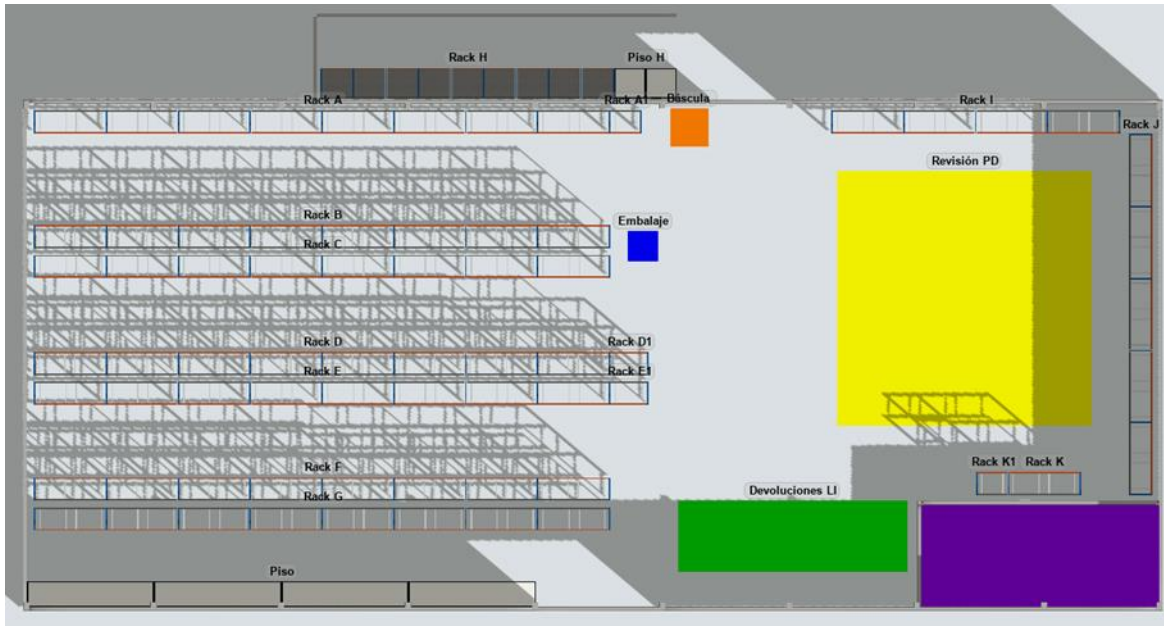 Rack H
Piso H
Rack A
Rack A1
Báscula
Rack I
Rack J
Revisión PD
Rack B
Embalaje
Rack C
Rack D
Rack D1
Rack E
Rack E1
Rack F
Rack K1
Rack K
Rack G
Devoluciones LI
Piso